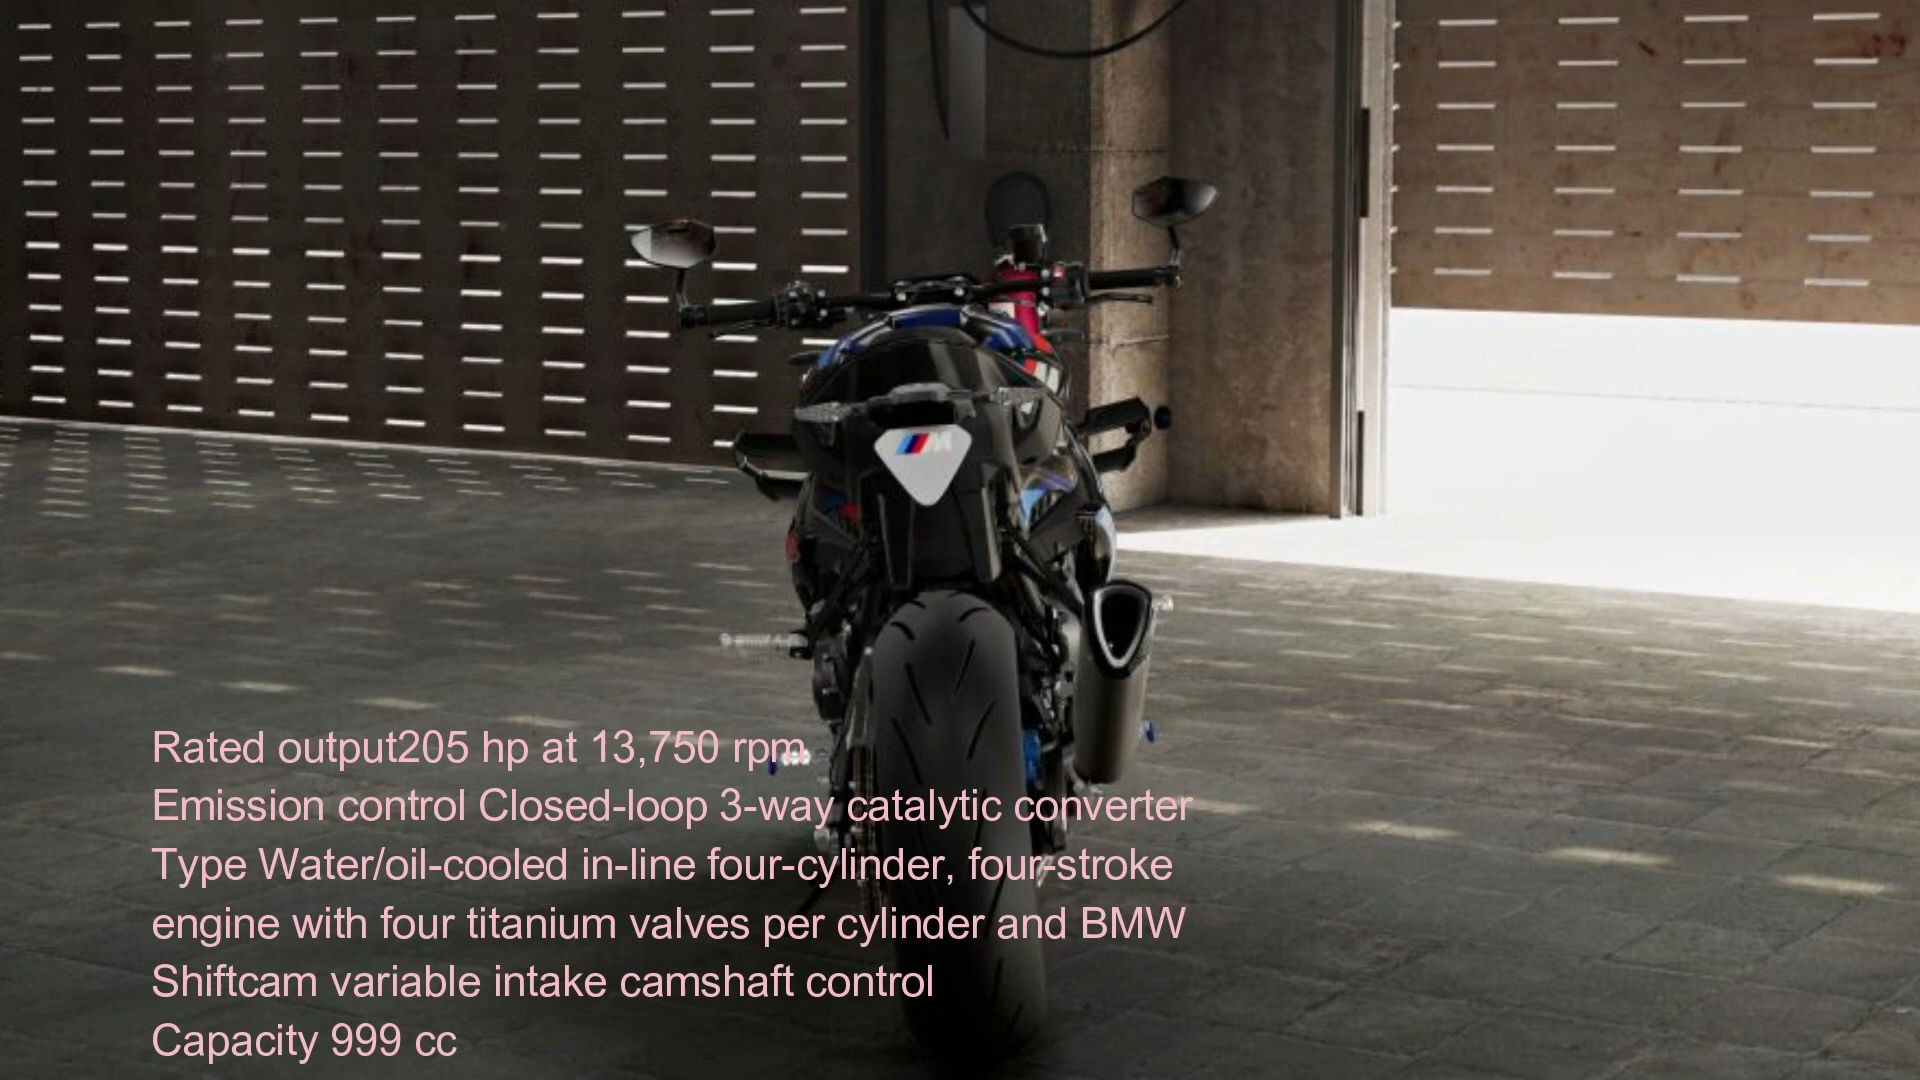 M
Rated output205 hp at 13,750 rpm
Emission control Closed-loop 3-way catalytic converter
Type Water/oil-cooled in-line four-cylinder, four-stroke
engine with four titanium valves per cylinder and BMW
Shiftcam variable intake camshaft control
Capacity 999 cc